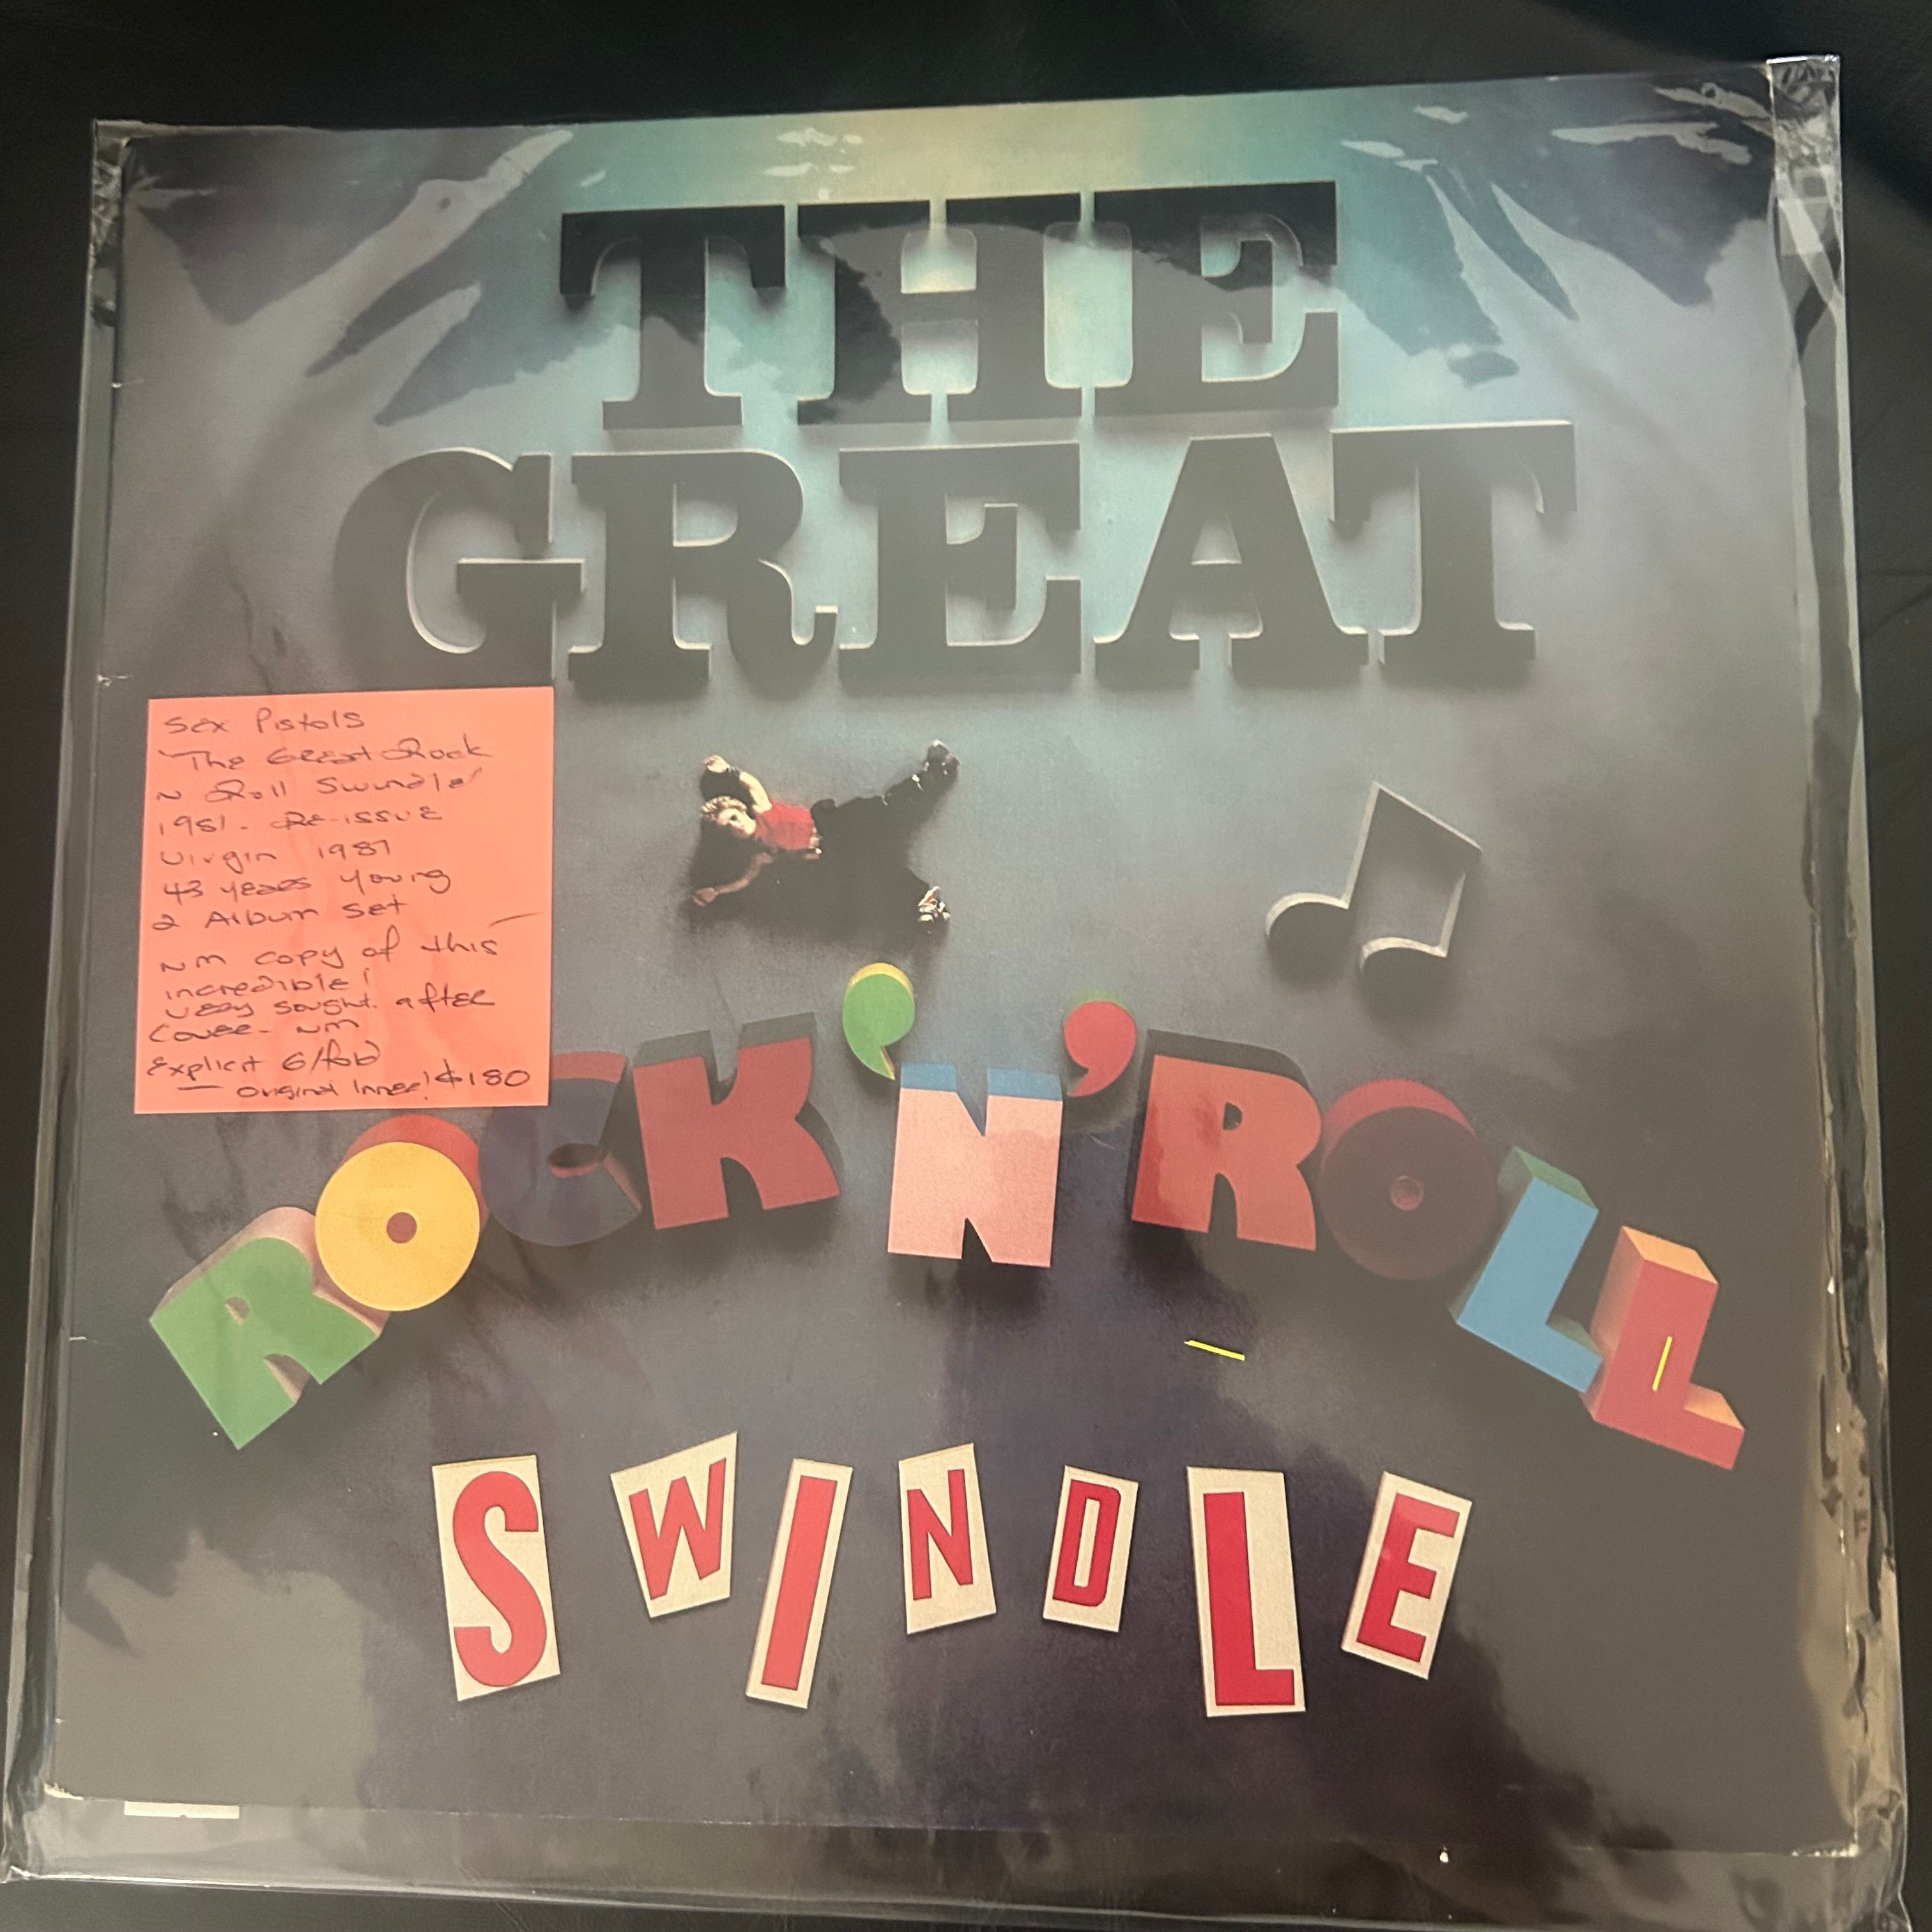 THE
GREAT
Sex Pistols
"The Great Rock
N Roll Swindle"
1981 - RE-ISSUE
Virgin 1987
43 years young
2 Album Set
NM copy of this
incredible!
very sought after
Cover - NM
Explicit G/fold
— Original Inner! $180
ROCK 'N' ROLL
SWINDLE